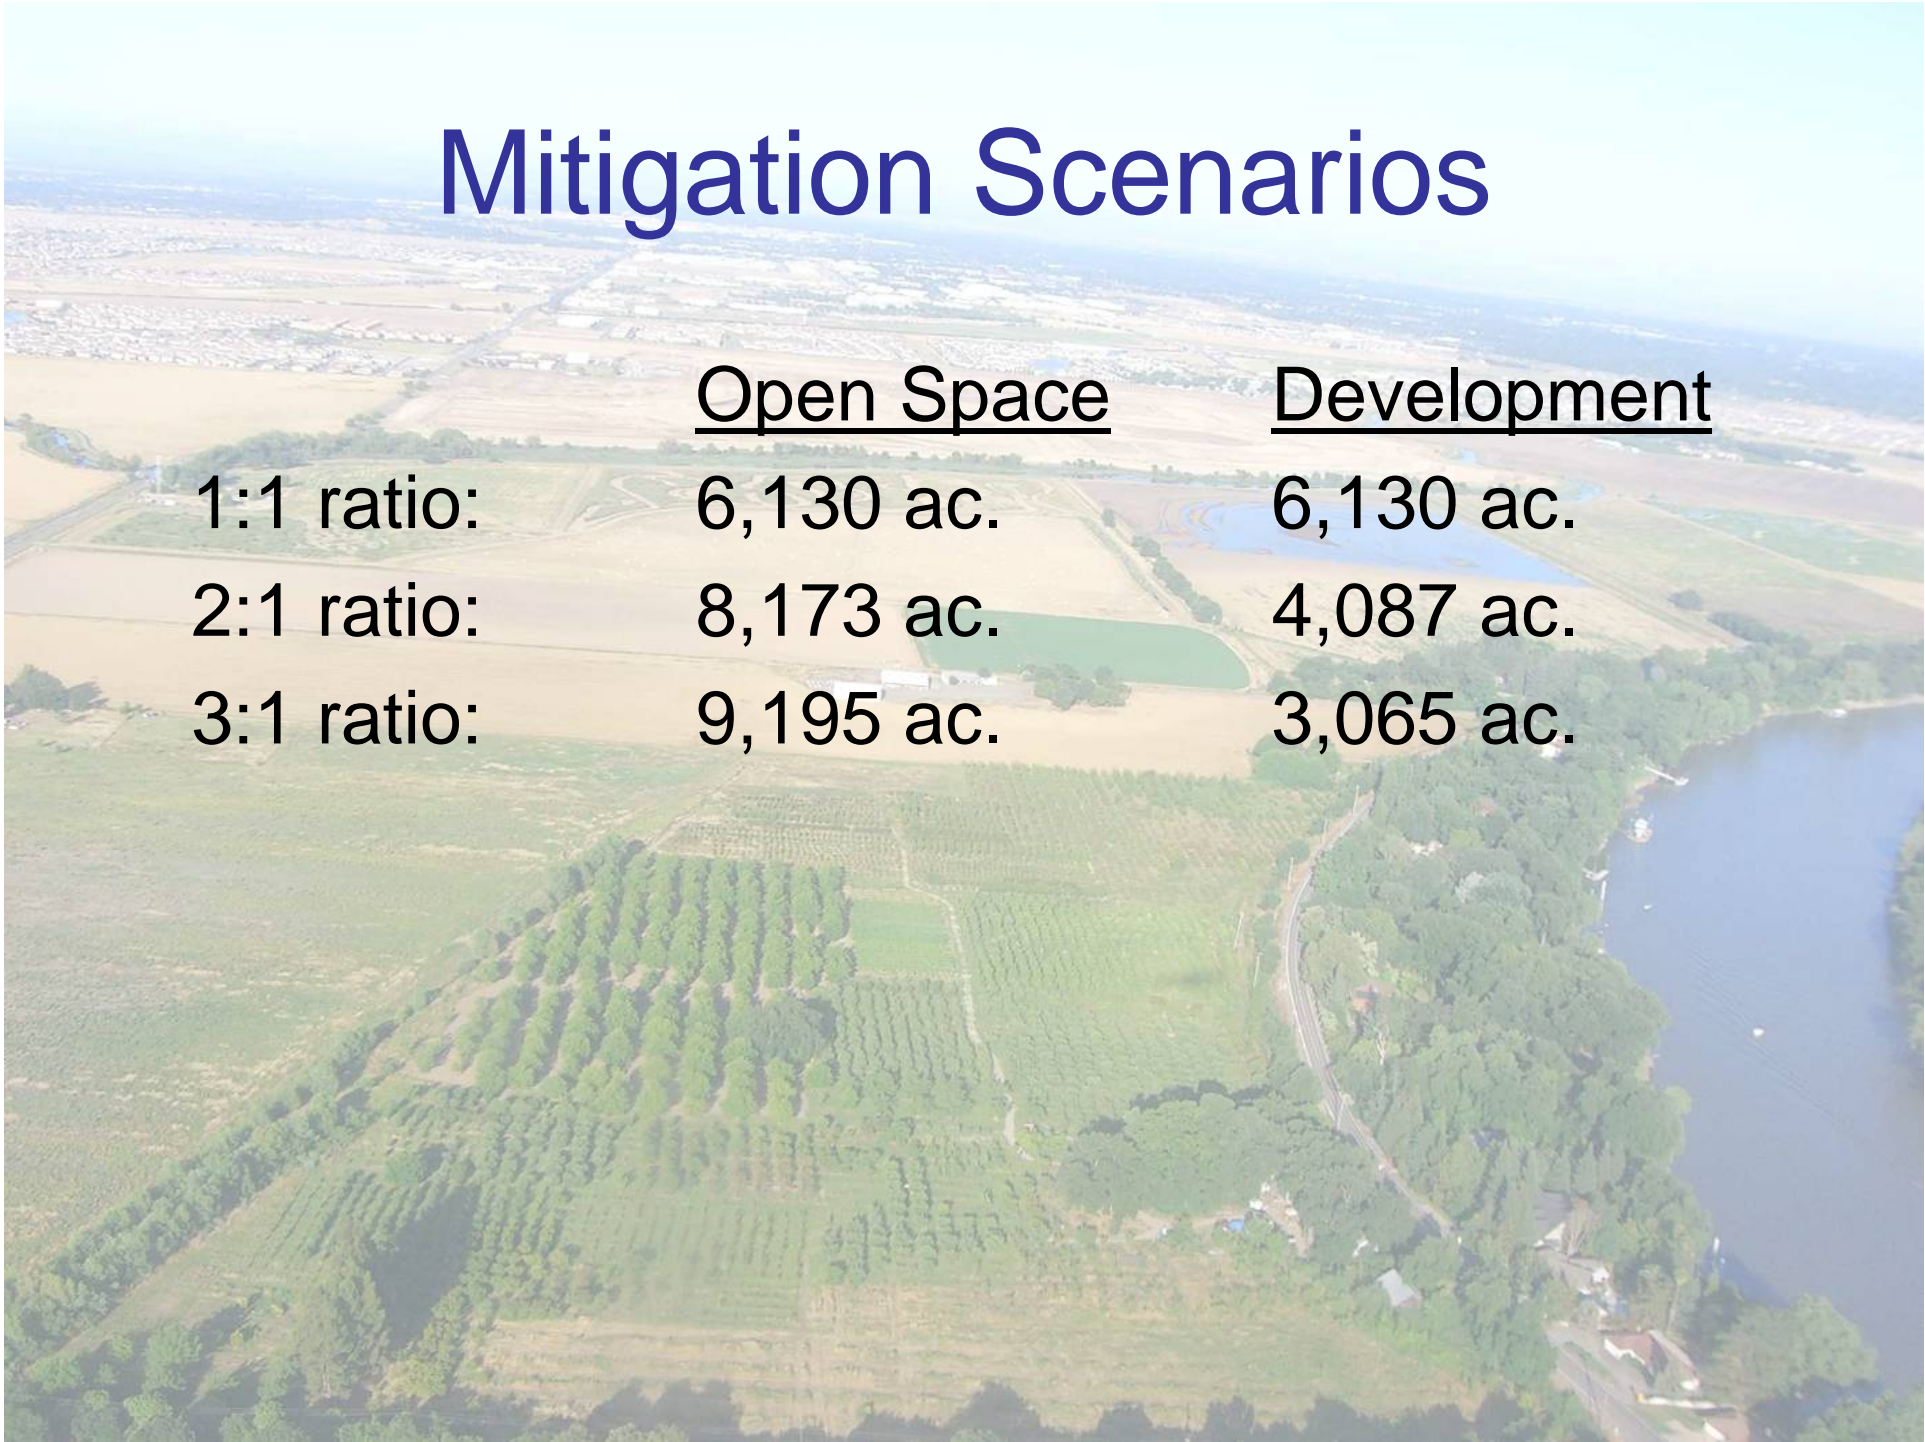 Mitigation Scenarios
Open Space Development
1:1 ratio: 6,130 ac. 6,130 ac.
2:1 ratio: 8,173 ac. 4,087 ac.
3:1 ratio: 9,195 ac. 3,065 ac.